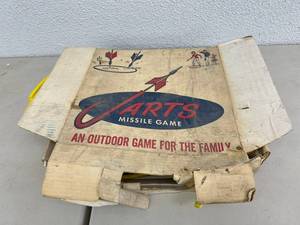 JARTS
MISSILE GAME
AN OUTDOOR GAME FOR THE FAMILY